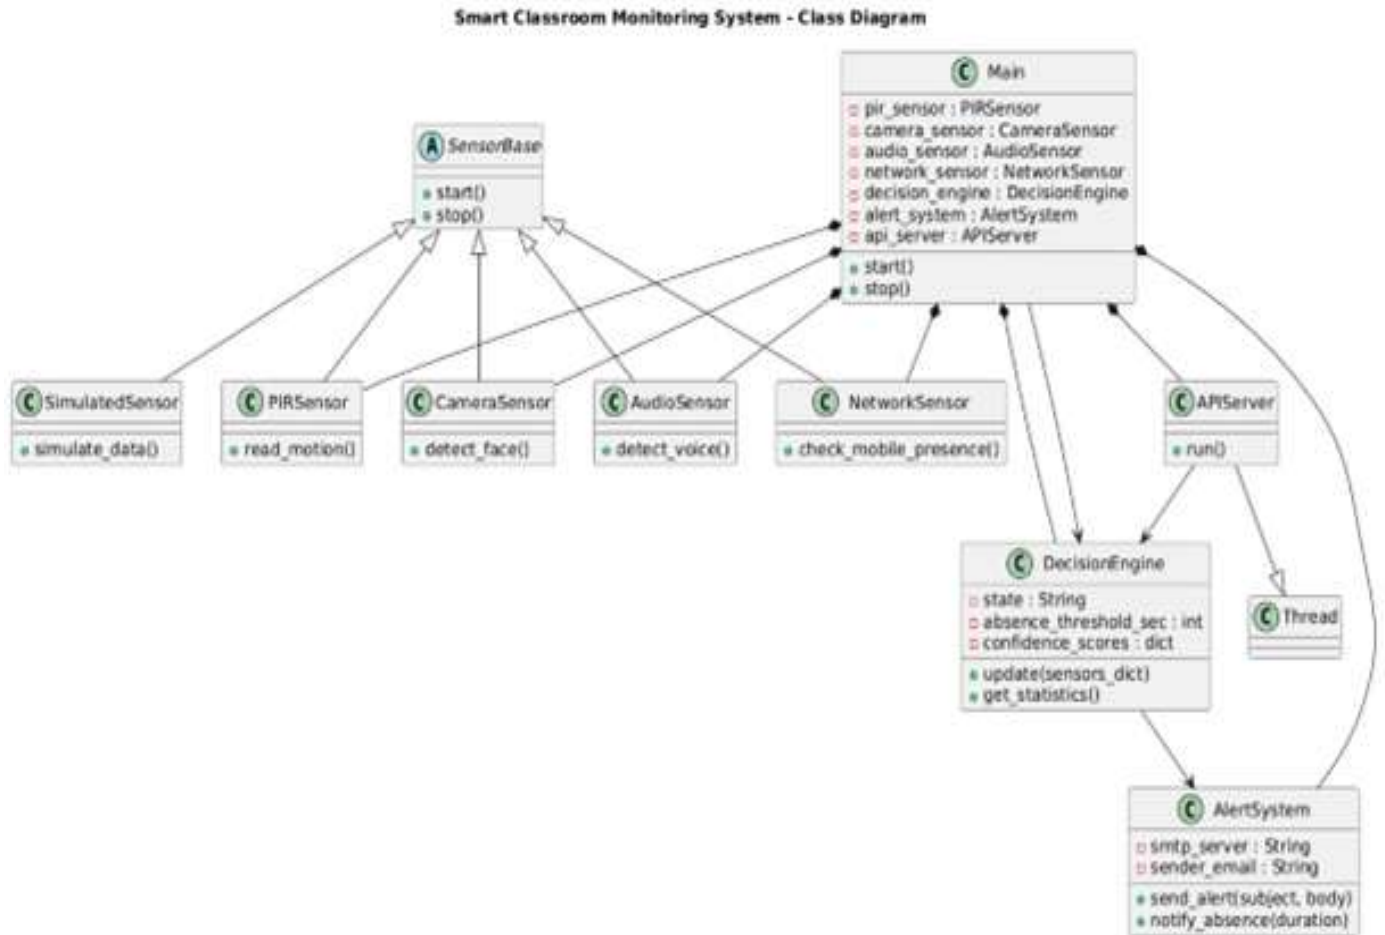 Smart Classroom Monitoring System - Class Diagram
C Main
pir_sensor : PIRSensor
camera_sensor : CameraSensor
audio_sensor : AudioSensor
network_sensor : NetworkSensor
decision_engine : DecisionEngine
alert_system : AlertSystem
api_server : APIServer
start()
stop()
A SensorBase
start()
stop()
C SimulatedSensor
simulate_data()
C PIRSensor
read_motion()
C CameraSensor
detect_face()
C AudioSensor
detect_voice()
C NetworkSensor
check_mobile_presence()
C APIServer
run()
C DecisionEngine
state : String
absence_threshold_sec : int
confidence_scores : dict
update(sensors_dict)
get_statistics()
C Thread
C AlertSystem
smtp_server : String
sender_email : String
send_alert(subject, body)
notify_absence(duration)